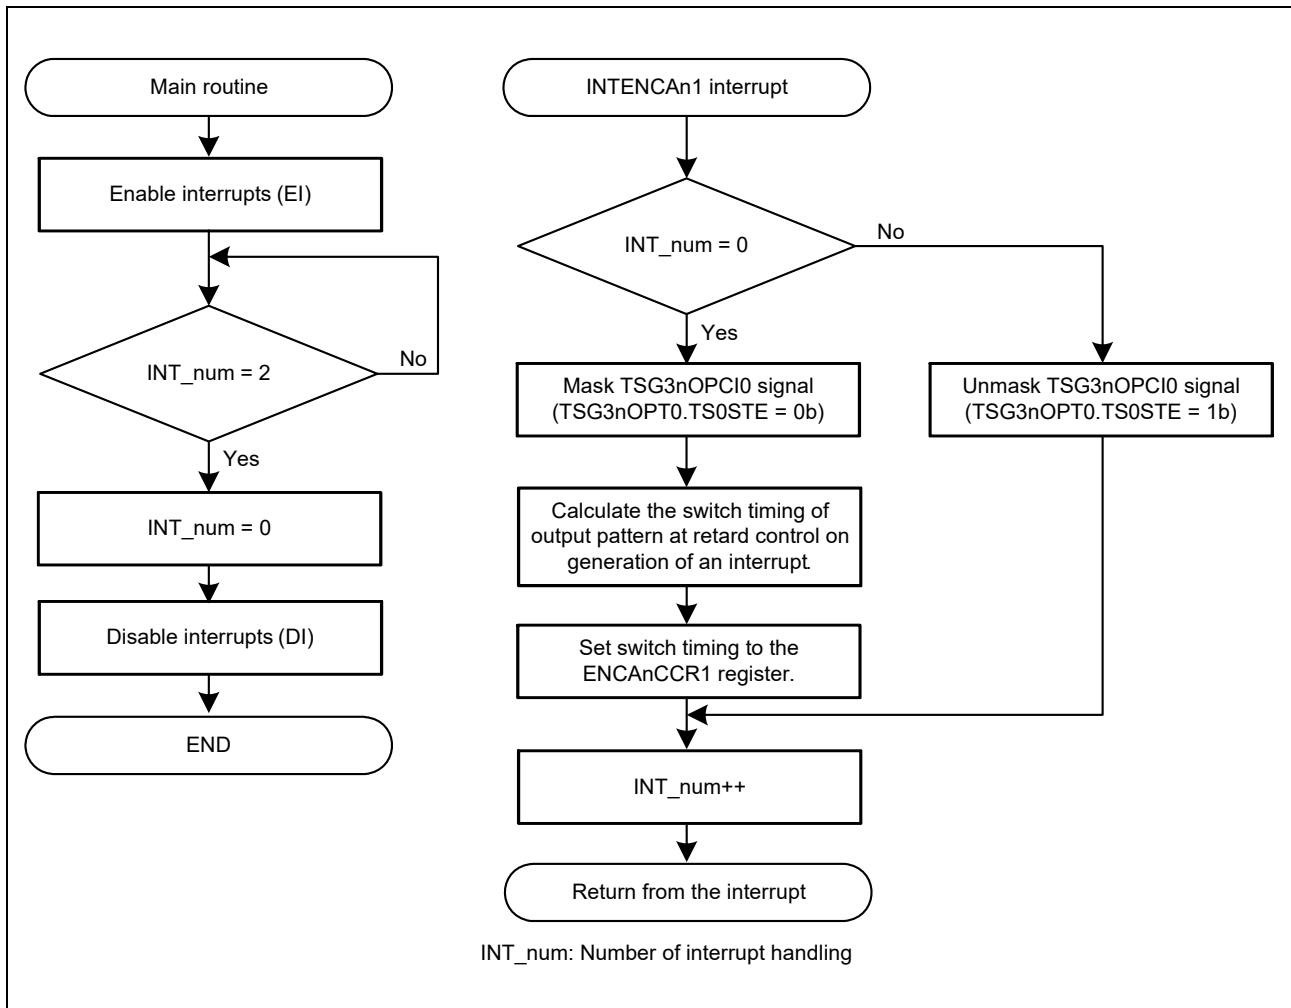 Main routine
Enable interrupts (EI)
INT_num = 2
No
Yes
INT_num = 0
Disable interrupts (DI)
END
INTENCAn1 interrupt
INT_num = 0
No
Yes
Mask TSG3nOPCI0 signal
(TSG3nOPT0.TS0STE = 0b)
Unmask TSG3nOPCI0 signal
(TSG3nOPT0.TS0STE = 1b)
Calculate the switch timing of
output pattern at retard control on
generation of an interrupt.
Set switch timing to the
ENCAnCCR1 register.
INT_num++
Return from the interrupt
INT_num: Number of interrupt handling